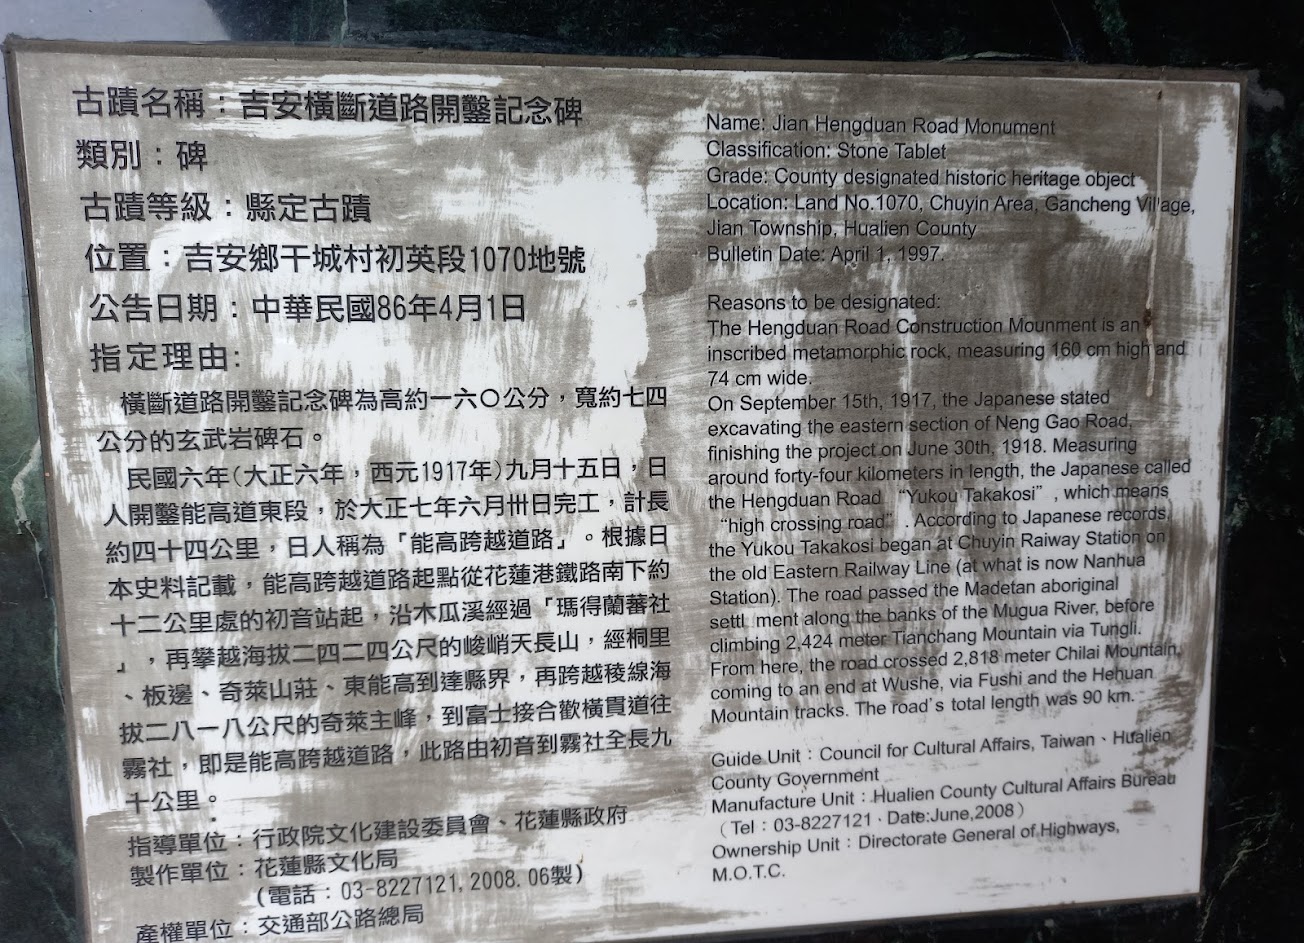 古蹟名稱：吉安橫斷道路開鑿記念碑
類別：碑
古蹟等級：縣定古蹟
位置：吉安鄉干城村初英段1070地號
公告日期：中華民國86年4月1日
指定理由:
橫斷道路開鑿記念碑為高約一六〇公分，寬約七四
公分的玄武岩碑石。
民國六年(大正六年，西元1917年)九月十五日，日
人開鑿能高道東段，於大正七年六月卅日完工，計長
約四十四公里，日人稱為「能高跨越道路」。根據日
本史料記載，能高跨越道路起點從花蓮港鐵路南下約
十二公里處的初音站起，沿木瓜溪經過「瑪得蘭蕃社
」，再攀越海拔二四二四公尺的峻峭天長山，經桐里
、板邊、奇萊山莊、東能高到達縣界，再跨越稜線海
拔二八一八公尺的奇萊主峰，到富士接合歡橫貫道往
霧社，即是能高跨越道路，此路由初音到霧社全長九
十公里。
指導單位：行政院文化建設委員會、花蓮縣政府
製作單位：花蓮縣文化局
(電話：03-8227121,2008.06製)
產權單位：交通部公路總局
Name: Jian Hengduan Road Monument
Classification: Stone Tablet
Grade: County designated historic heritage object
Location: Land No.1070, Chuyin Area, Gancheng Village,
Jian Township, Hualien County
Bulletin Date: April 1, 1997.
Reasons to be designated:
The Hengduan Road Construction Mounment is an
inscribed metamorphic rock, measuring 160 cm high and
74 cm wide.
On September 15th, 1917, the Japanese stated
excavating the eastern section of Neng Gao Road,
finishing the project on June 30th, 1918. Measuring
around forty-four kilometers in length, the Japanese called
the Hengduan Road “Yukou Takakosi”, which means
“high crossing road”. According to Japanese records,
the Yukou Takakosi began at Chuyin Raiway Station on
the old Eastern Railway Line (at what is now Nanhua
Station). The road passed the Madetan aboriginal
settl ment along the banks of the Mugua River, before
climbing 2,424 meter Tianchang Mountain via Tungli.
From here, the road crossed 2,818 meter Chilai Mountain,
coming to an end at Wushe, via Fushi and the Hehuan
Mountain tracks. The road's total length was 90 km.
Guide Unit：Council for Cultural Affairs, Taiwan、Hualien
County Government
Manufacture Unit：Hualien County Cultural Affairs Bureau
（Tel：03-8227121、Date:June,2008）
Ownership Unit：Directorate General of Highways,
M.O.T.C.